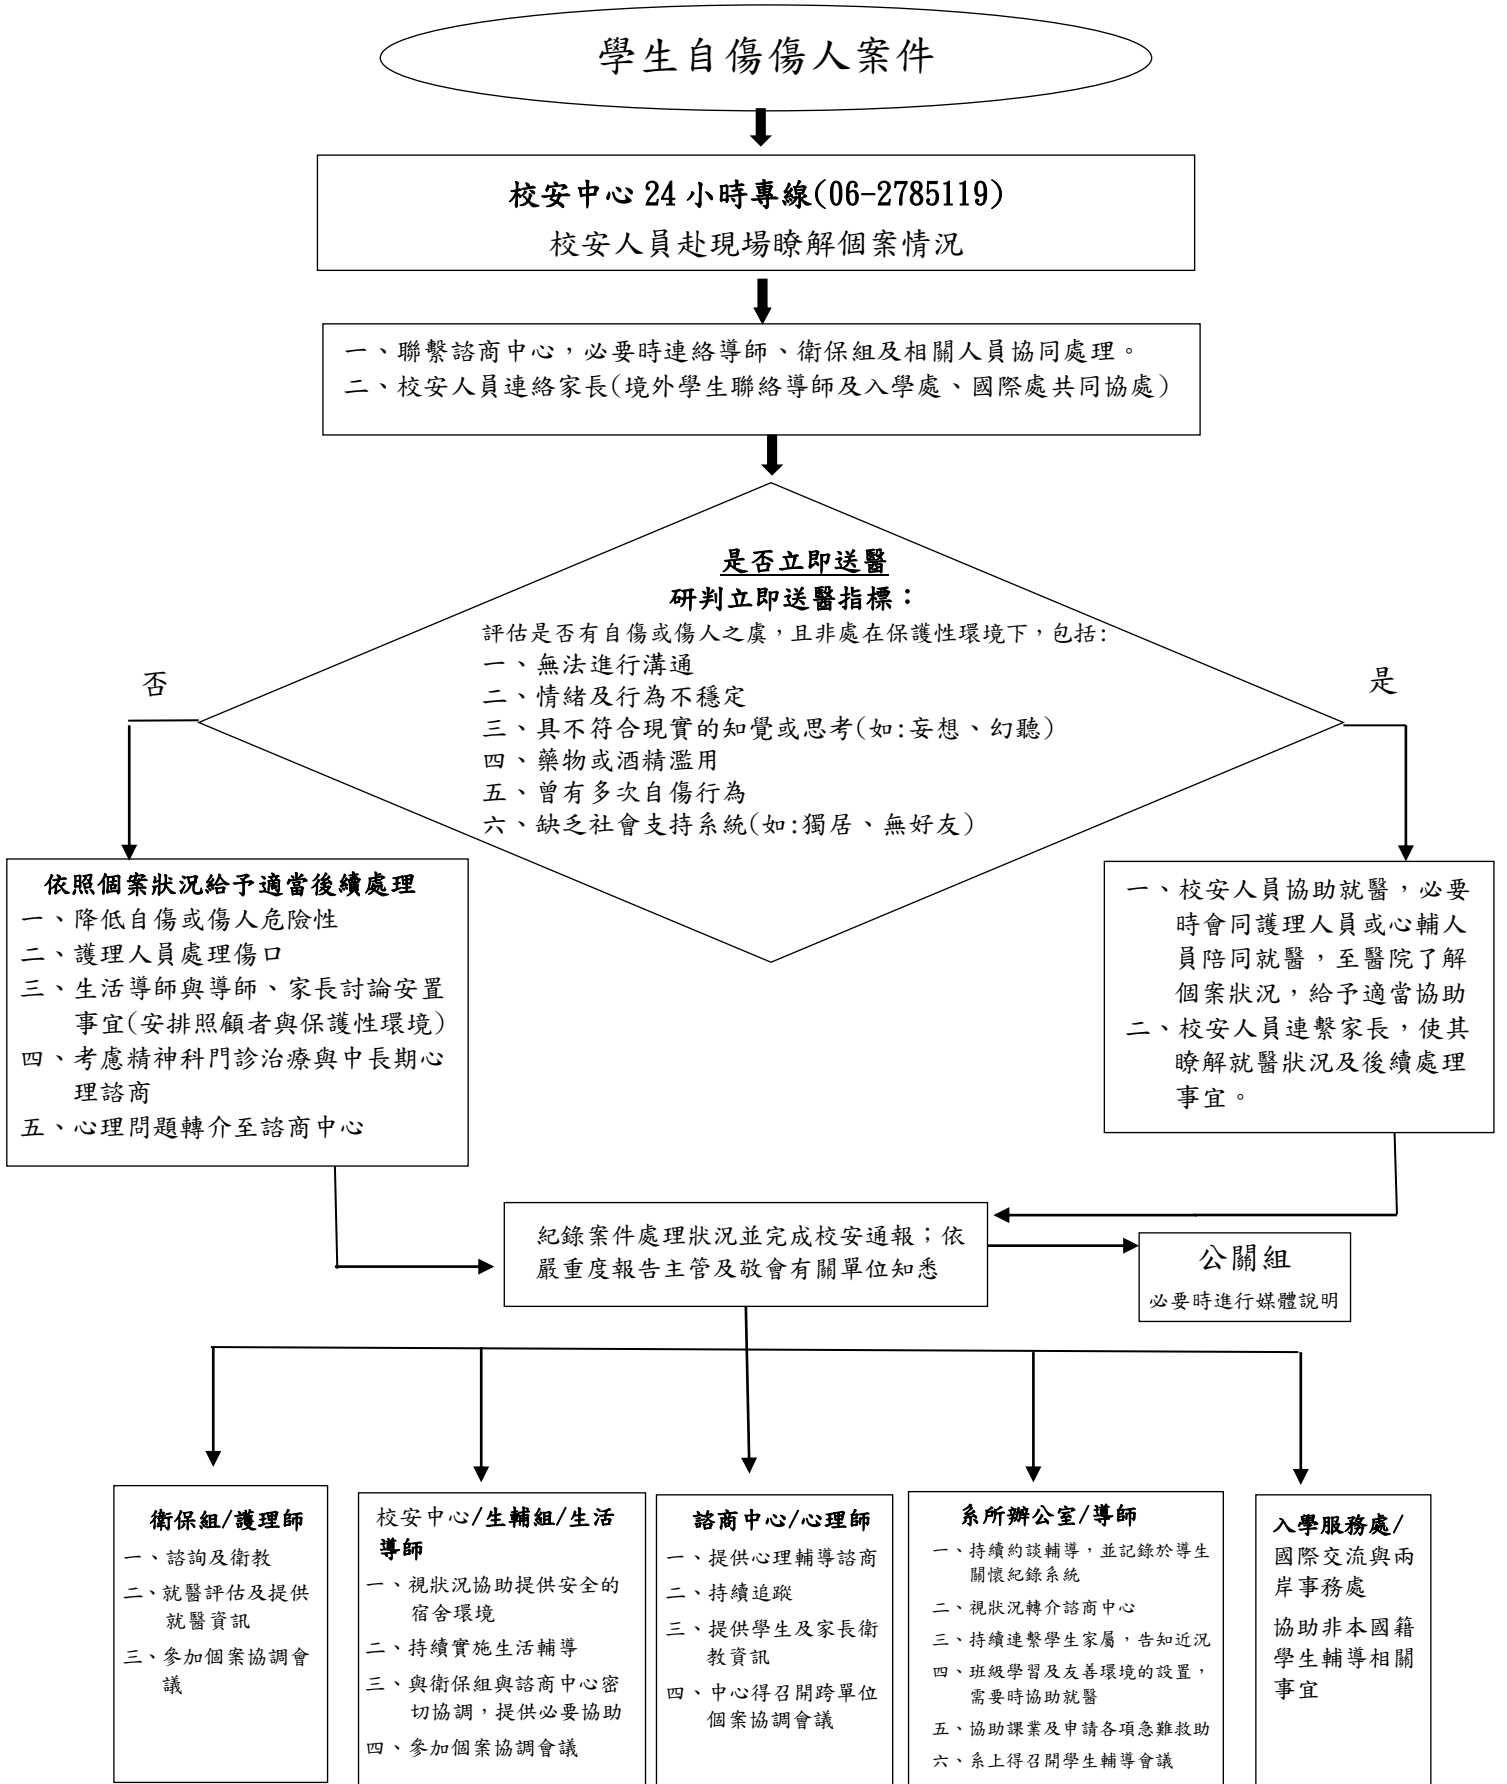 學生自傷傷人案件
校安中心 24 小時專線(06-2785119)
校安人員赴現場瞭解個案情況
一、聯繫諮商中心，必要時連絡導師、衛保組及相關人員協同處理。
二、校安人員連絡家長(境外學生聯絡導師及入學處、國際處共同協處)
是否立即送醫
研判立即送醫指標：
評估是否有自傷或傷人之虞，且非處在保護性環境下，包括:
一、無法進行溝通
二、情緒及行為不穩定
三、具不符合現實的知覺或思考(如:妄想、幻聽)
四、藥物或酒精濫用
五、曾有多次自傷行為
六、缺乏社會支持系統(如:獨居、無好友)
否
是
依照個案狀況給予適當後續處理
一、降低自傷或傷人危險性
二、護理人員處理傷口
三、生活導師與導師、家長討論安置
事宜(安排照顧者與保護性環境)
四、考慮精神科門診治療與中長期心
理諮商
五、心理問題轉介至諮商中心
一、校安人員協助就醫，必要
時會同護理人員或心輔人
員陪同就醫，至醫院了解
個案狀況，給予適當協助
二、校安人員連繫家長，使其
瞭解就醫狀況及後續處理
事宜。
紀錄案件處理狀況並完成校安通報；依
嚴重度報告主管及敬會有關單位知悉
公關組
必要時進行媒體說明
衛保組/護理師
一、諮詢及衛教
二、就醫評估及提供
就醫資訊
三、參加個案協調會
議
校安中心/生輔組/生活
導師
一、視狀況協助提供安全的
宿舍環境
二、持續實施生活輔導
三、與衛保組與諮商中心密
切協調，提供必要協助
四、參加個案協調會議
諮商中心/心理師
一、提供心理輔導諮商
二、持續追蹤
三、提供學生及家長衛
教資訊
四、中心得召開跨單位
個案協調會議
系所辦公室/導師
一、持續約談輔導，並記錄於導生
關懷紀錄系統
二、視狀況轉介諮商中心
三、持續連繫學生家屬，告知近況
四、班級學習及友善環境的設置，
需要時協助就醫
五、協助課業及申請各項急難救助
六、系上得召開學生輔導會議
入學服務處/
國際交流與兩
岸事務處
協助非本國籍
學生輔導相關
事宜